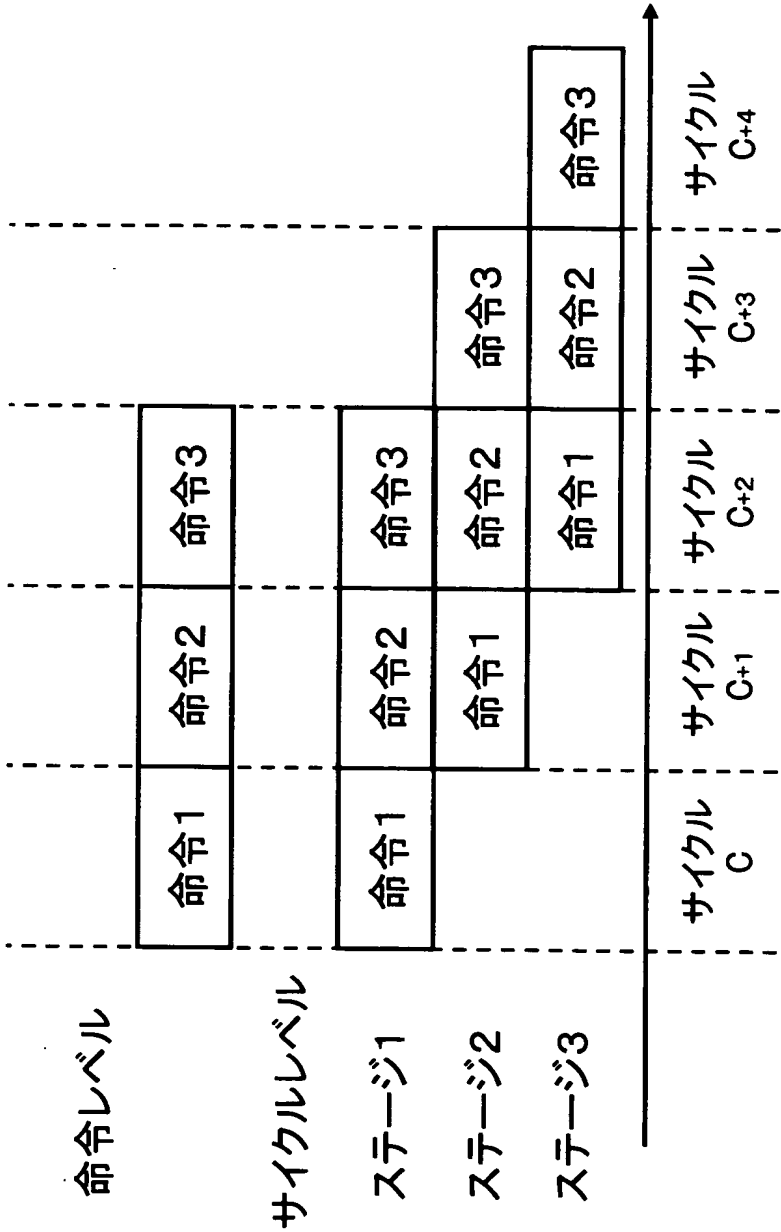 命令レベル
命令1 命令2 命令3
サイクルレベル
ステージ1 命令1 命令2 命令3
ステージ2 命令1 命令2 命令3
ステージ3 命令1 命令2 命令3
サイクル サイクル サイクル サイクル サイクル
C C+1 C+2 C+3 C+4